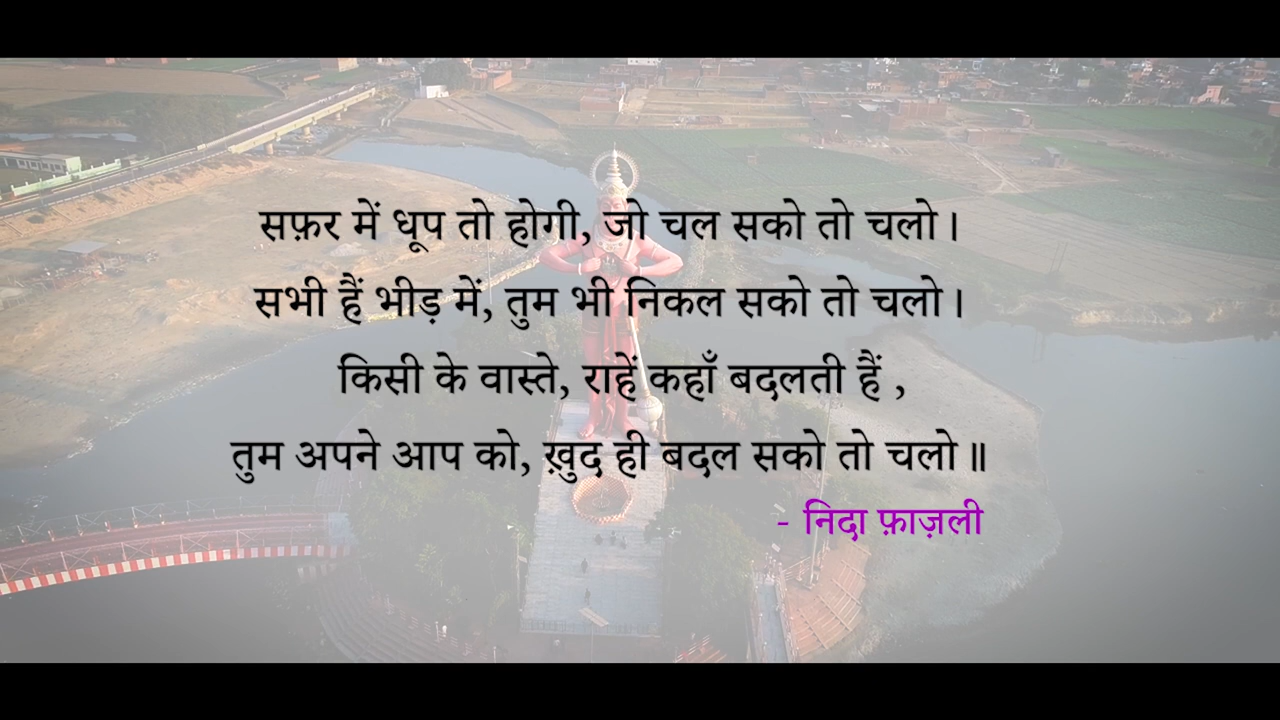 सफ़र में धूप तो होगी, जो चल सको तो चलो।
सभी हैं भीड़ में, तुम भी निकल सको तो चलो।
किसी के वास्ते, राहें कहाँ बदलती हैं ,
तुम अपने आप को, ख़ुद ही बदल सको तो चलो॥
- निदा फ़ाज़ली